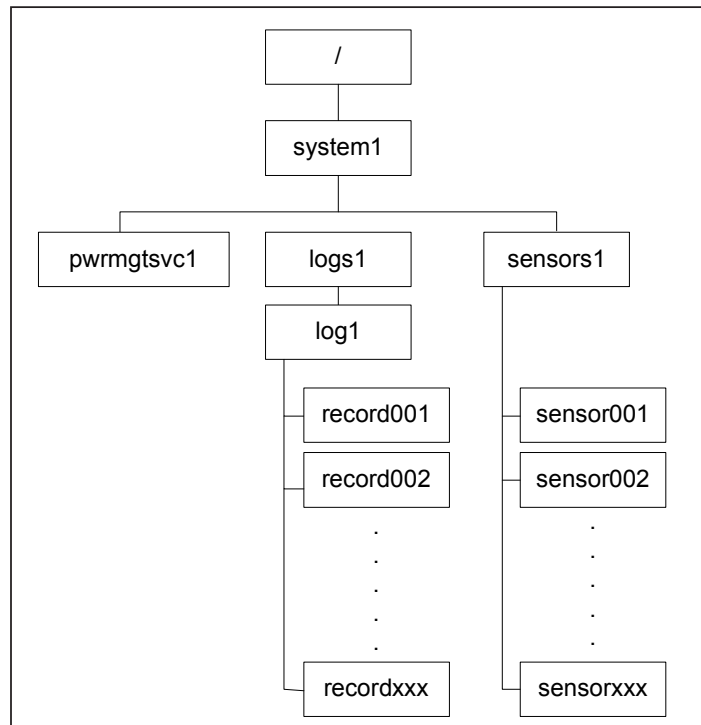 /
system1
pwrmgtsvc1
logs1
sensors1
log1
record001
sensor001
record002
sensor002
.
.
.
.
.
.
.
.
.
.
recordxxx
sensorxxx